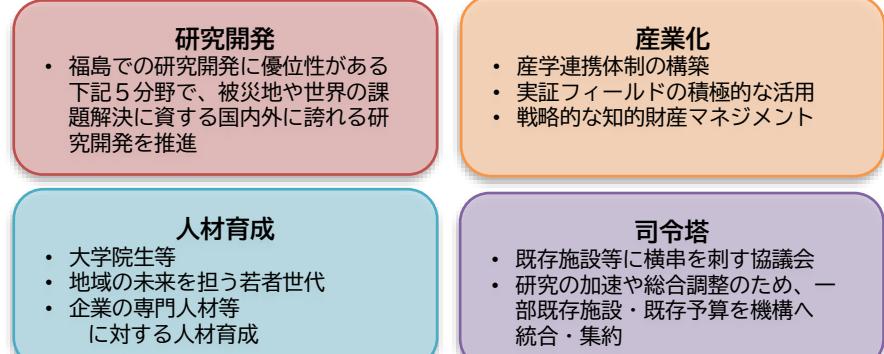 研究開発
• 福島での研究開発に優位性がある
下記５分野で、被災地や世界の課
題解決に資する国内外に誇れる研
究開発を推進
産業化
• 産学連携体制の構築
• 実証フィールドの積極的な活用
• 戦略的な知的財産マネジメント
人材育成
• 大学院生等
• 地域の未来を担う若者世代
• 企業の専門人材等
に対する人材育成
司令塔
• 既存施設等に横串を刺す協議会
• 研究の加速や総合調整のため、一
部既存施設・既存予算を機構へ
統合・集約